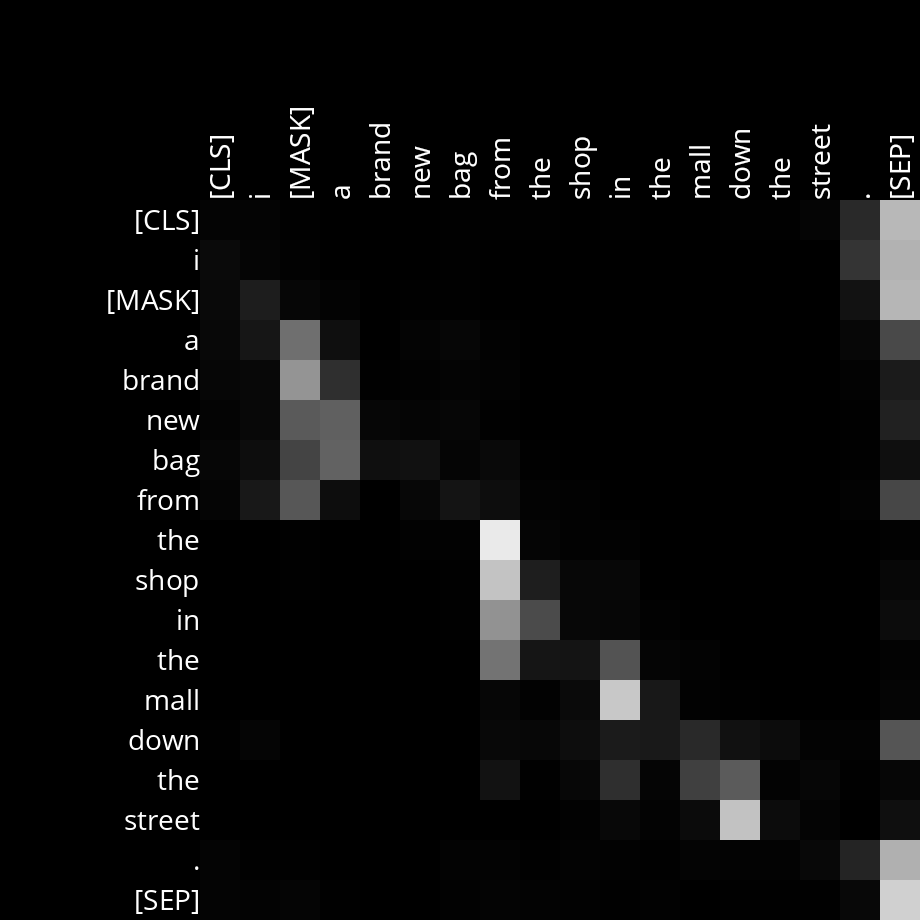 [CLS] i [MASK] a brand new bag from the shop in the mall down the street . [SEP]
[CLS]
i
[MASK]
a
brand
new
bag
from
the
shop
in
the
mall
down
the
street
.
[SEP]